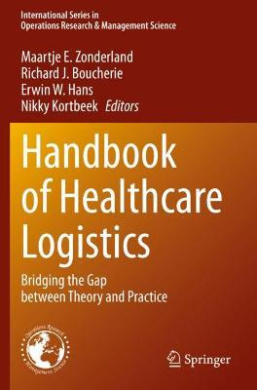 International Series in
Operations Research & Management Science
Maartje E. Zonderland
Richard J. Boucherie
Erwin W. Hans
Nikky Kortbeek Editors
Handbook
of Healthcare
Logistics
Bridging the Gap
between Theory and Practice
Springer